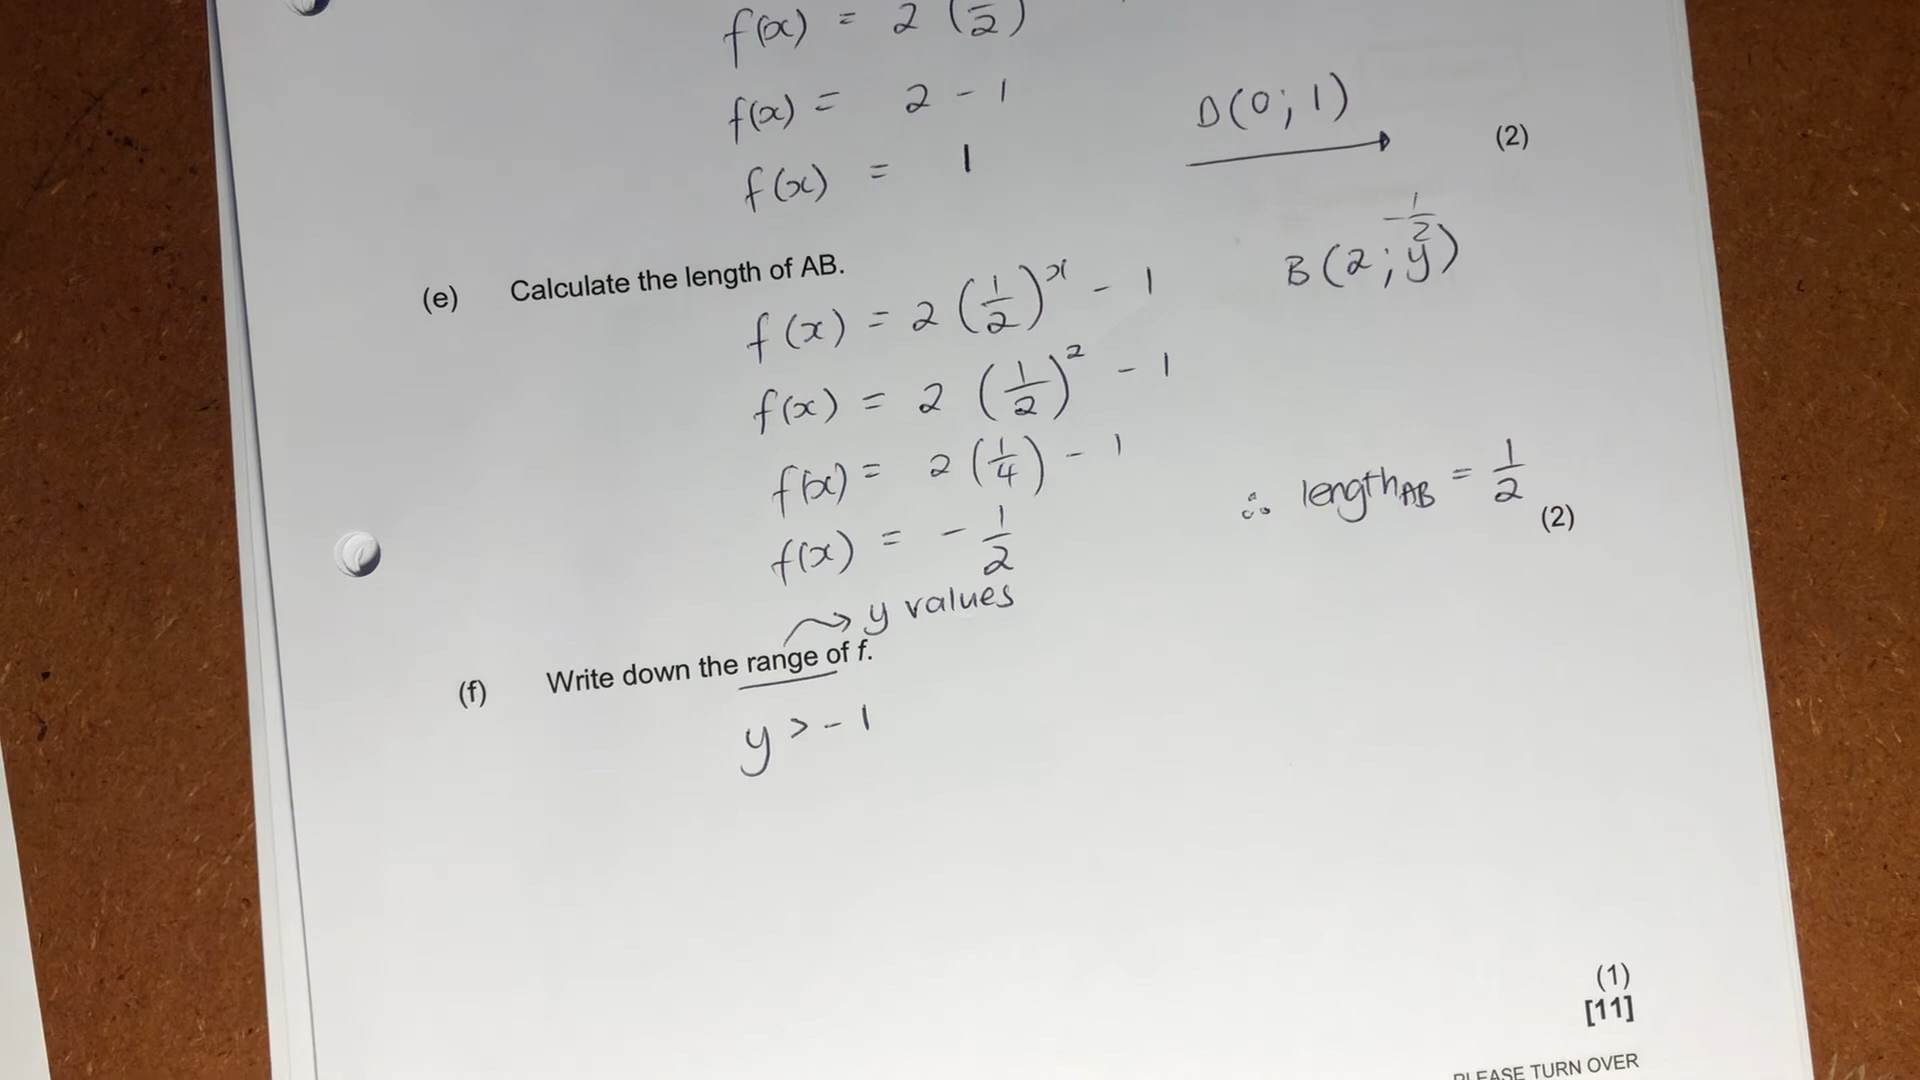 f(x) = 2 (1/2)
f(x) = 2 - 1
D(0; 1)
(2)
f(x) = 1
(e) Calculate the length of AB.
B(2; y) -1/2
f(x) = 2 (1/2)^x - 1
f(x) = 2 (1/2)^2 - 1
f(x) = 2 (1/4) - 1
∴ length AB = 1/2
(2)
f(x) = - 1/2
y values
(f) Write down the range of f.
y > - 1
(1)
[11]
PLEASE TURN OVER